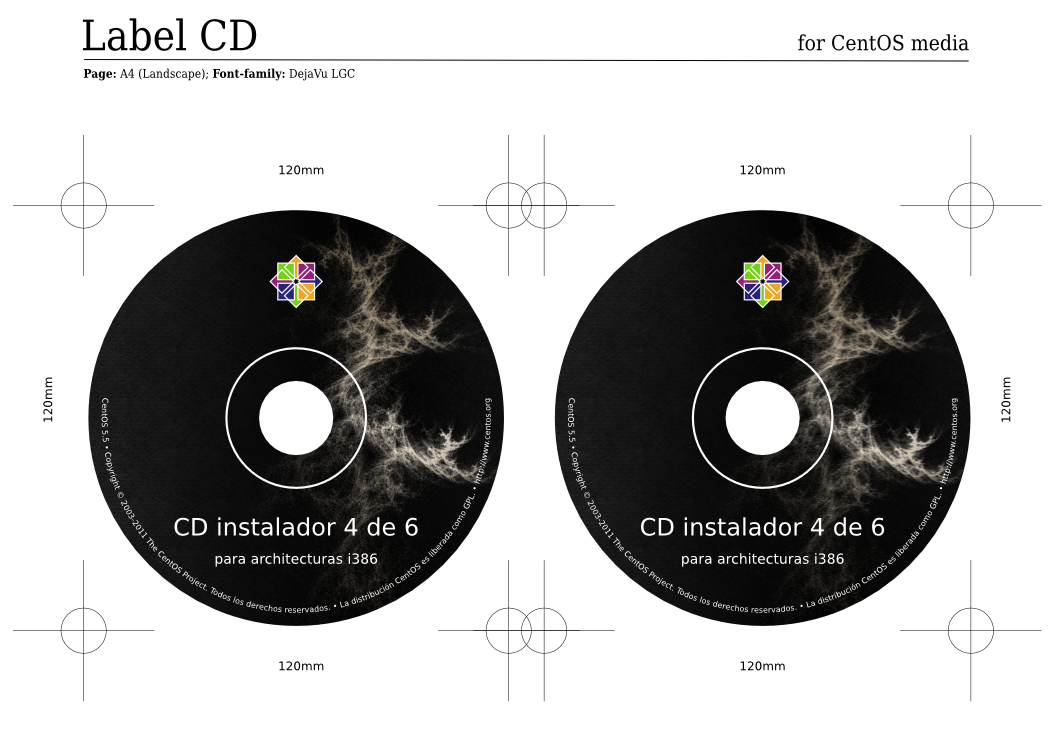 Label CD
for CentOS media
Page: A4 (Landscape); Font-family: DejaVu LGC
120mm
120mm
120mm
120mm
CD instalador 4 de 6
para architecturas i386
CentOS 5.5 • Copyright © 2003-2011 The CentOS Project. Todos los derechos reservados. • La distribución CentOS es liberada como GPL. • http://www.centos.org
CD instalador 4 de 6
para architecturas i386
CentOS 5.5 • Copyright © 2003-2011 The CentOS Project. Todos los derechos reservados. • La distribución CentOS es liberada como GPL. • http://www.centos.org
120mm
120mm